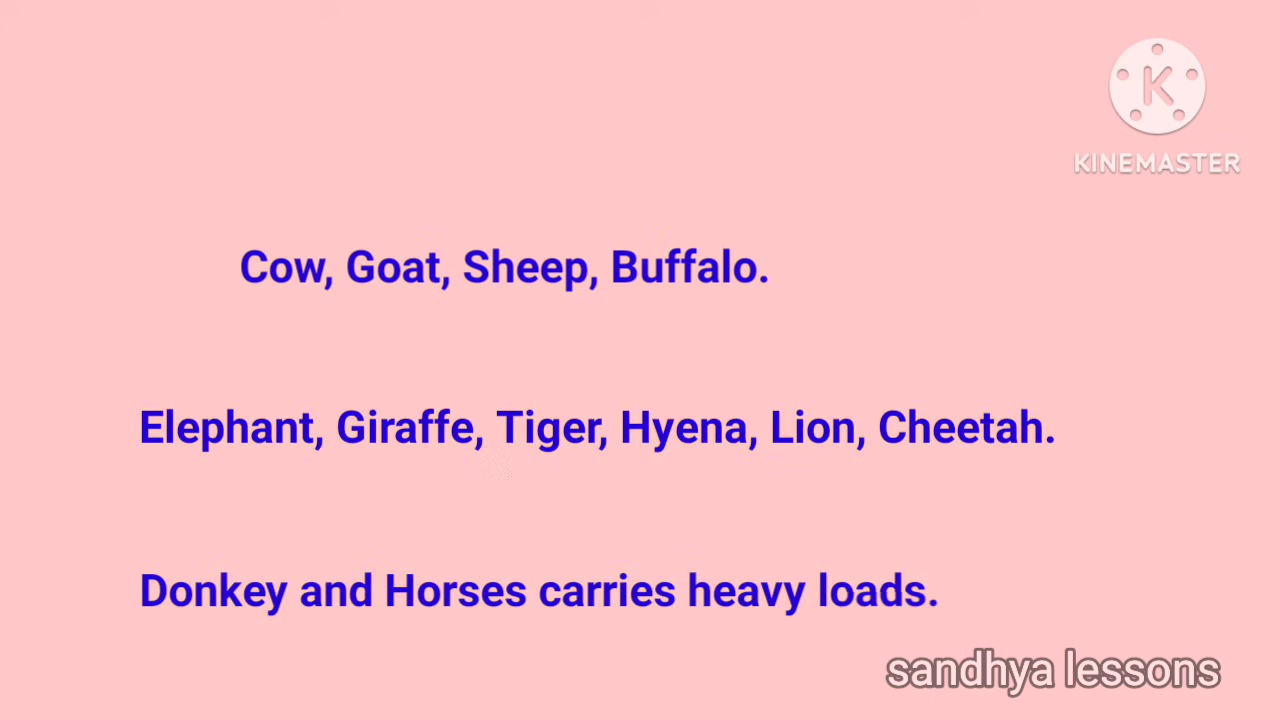 K
KINEMASTER
Cow, Goat, Sheep, Buffalo.
Elephant, Giraffe, Tiger, Hyena, Lion, Cheetah.
Donkey and Horses carries heavy loads.
sandhya lessons